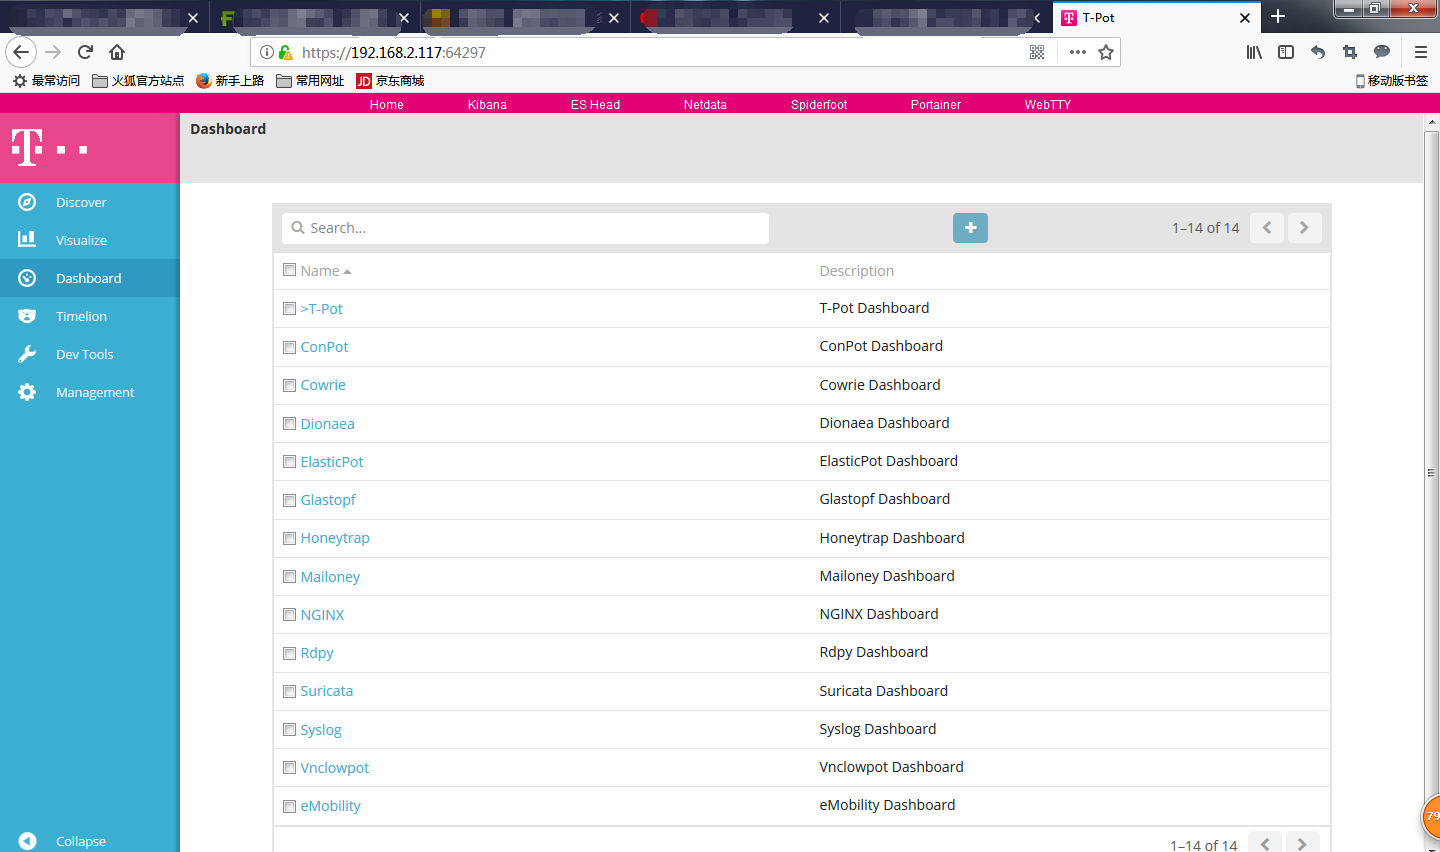 T-Pot
https://192.168.2.117:64297
最常访问 火狐官方站点 新手上路 常用网址 JD 京东商城 移动版书签
Home Kibana ES Head Netdata Spiderfoot Portainer WebTTY
T
Dashboard
Discover
Visualize
Dashboard
Timelion
Dev Tools
Management
Collapse
Search... 1–14 of 14
Name Description
>T-Pot T-Pot Dashboard
ConPot ConPot Dashboard
Cowrie Cowrie Dashboard
Dionaea Dionaea Dashboard
ElasticPot ElasticPot Dashboard
Glastopf Glastopf Dashboard
Honeytrap Honeytrap Dashboard
Mailoney Mailoney Dashboard
NGINX NGINX Dashboard
Rdpy Rdpy Dashboard
Suricata Suricata Dashboard
Syslog Syslog Dashboard
Vnclowpot Vnclowpot Dashboard
eMobility eMobility Dashboard
1–14 of 14
79